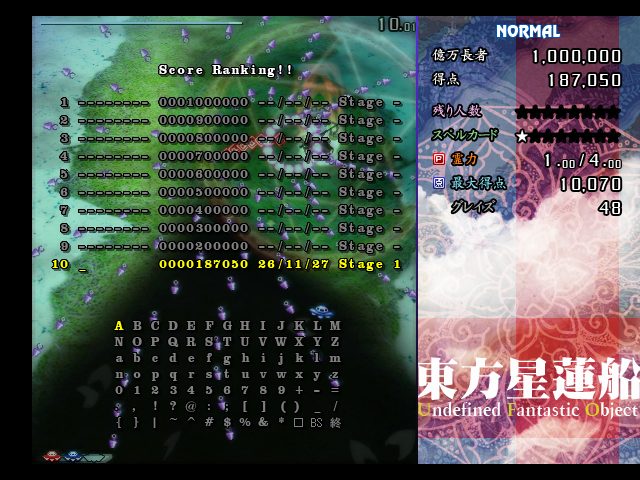 10.01
Score Ranking!!
1 -------- 0001000000 --/--/-- Stage -
2 -------- 0000900000 --/--/-- Stage -
3 -------- 0000800000 --/--/-- Stage -
4 -------- 0000700000 --/--/-- Stage -
5 -------- 0000600000 --/--/-- Stage -
6 -------- 0000500000 --/--/-- Stage -
7 -------- 0000400000 --/--/-- Stage -
8 -------- 0000300000 --/--/-- Stage -
9 -------- 0000200000 --/--/-- Stage -
10 _ 0000187050 26/11/27 Stage 1
A B C D E F G H I J K L M
N O P Q R S T U V W X Y Z
a b c d e f g h i j k l m
n o p q r s t u v w x y z
0 1 2 3 4 5 6 7 8 9 + - =
. , ! ? @ : ; [ ] ( ) _ /
{ } | ~ ^ # $ % & * □ BS 終
NORMAL
億万長者 1,000,000
得点 187,050
残り人数
スペルカード
P 霊力 1.00/4.00
点 最大得点 10,070
グレイズ 48
東方星蓮船
Undefined Fantastic Object